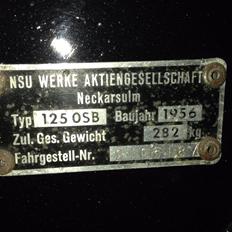 NSU WERKE AKTIENGESELLSCHAFT
Neckarsulm
Typ 125 OSB Baujahr 1956
Zul. Ges. Gewicht 282 kg
Fahrgestell-Nr.